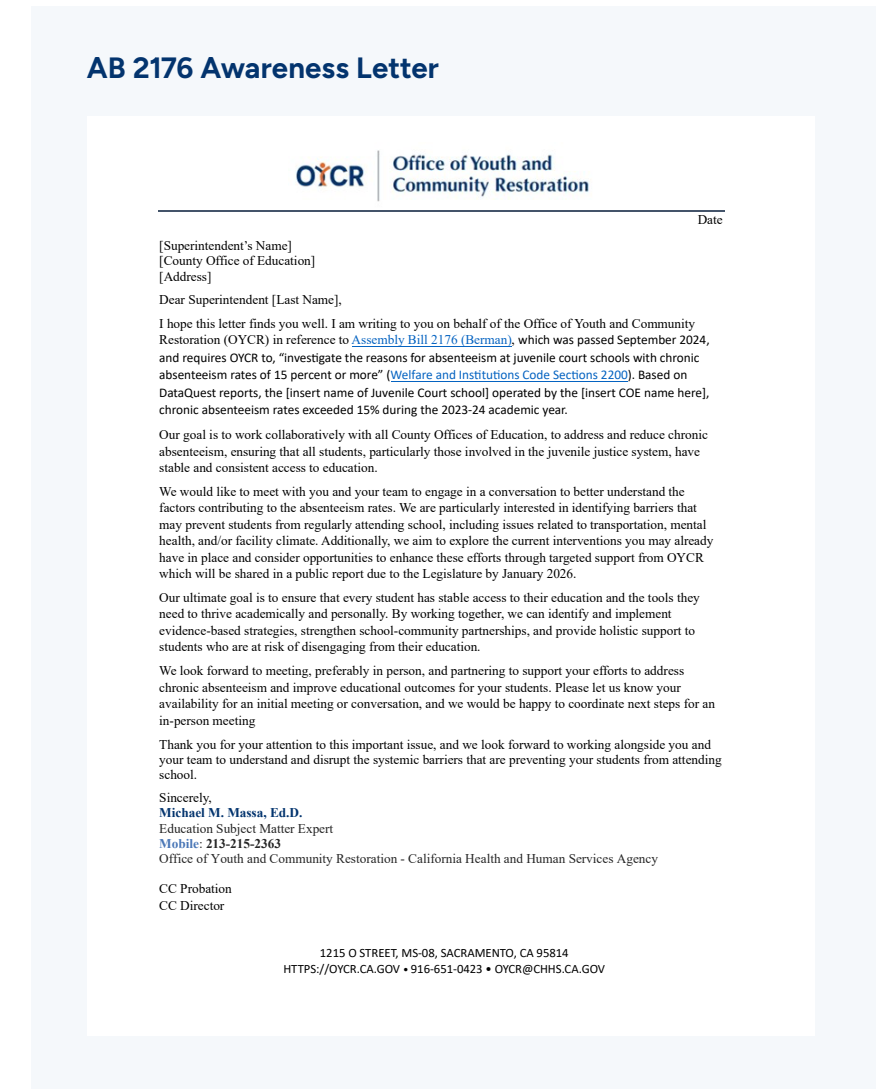 AB 2176 Awareness Letter
OYCR
Office of Youth and
Community Restoration
Date
[Superintendent’s Name]
[County Office of Education]
[Address]
Dear Superintendent [Last Name],
I hope this letter finds you well. I am writing to you on behalf of the Office of Youth and Community
Restoration (OYCR) in reference to Assembly Bill 2176 (Berman), which was passed September 2024,
and requires OYCR to, “investigate the reasons for absenteeism at juvenile court schools with chronic
absenteeism rates of 15 percent or more” (Welfare and Institutions Code Sections 2200). Based on
DataQuest reports, the [insert name of Juvenile Court school] operated by the [insert COE name here],
chronic absenteeism rates exceeded 15% during the 2023-24 academic year.
Our goal is to work collaboratively with all County Offices of Education, to address and reduce chronic
absenteeism, ensuring that all students, particularly those involved in the juvenile justice system, have
stable and consistent access to education.
We would like to meet with you and your team to engage in a conversation to better understand the
factors contributing to the absenteeism rates. We are particularly interested in identifying barriers that
may prevent students from regularly attending school, including issues related to transportation, mental
health, and/or facility climate. Additionally, we aim to explore the current interventions you may already
have in place and consider opportunities to enhance these efforts through targeted support from OYCR
which will be shared in a public report due to the Legislature by January 2026.
Our ultimate goal is to ensure that every student has stable access to their education and the tools they
need to thrive academically and personally. By working together, we can identify and implement
evidence-based strategies, strengthen school-community partnerships, and provide holistic support to
students who are at risk of disengaging from their education.
We look forward to meeting, preferably in person, and partnering to support your efforts to address
chronic absenteeism and improve educational outcomes for your students. Please let us know your
availability for an initial meeting or conversation, and we would be happy to coordinate next steps for an
in-person meeting
Thank you for your attention to this important issue, and we look forward to working alongside you and
your team to understand and disrupt the systemic barriers that are preventing your students from attending
school.
Sincerely,
Michael M. Massa, Ed.D.
Education Subject Matter Expert
Mobile: 213-215-2363
Office of Youth and Community Restoration - California Health and Human Services Agency
CC Probation
CC Director
1215 O STREET, MS-08, SACRAMENTO, CA 95814
HTTPS://OYCR.CA.GOV • 916-651-0423 • OYCR@CHHS.CA.GOV